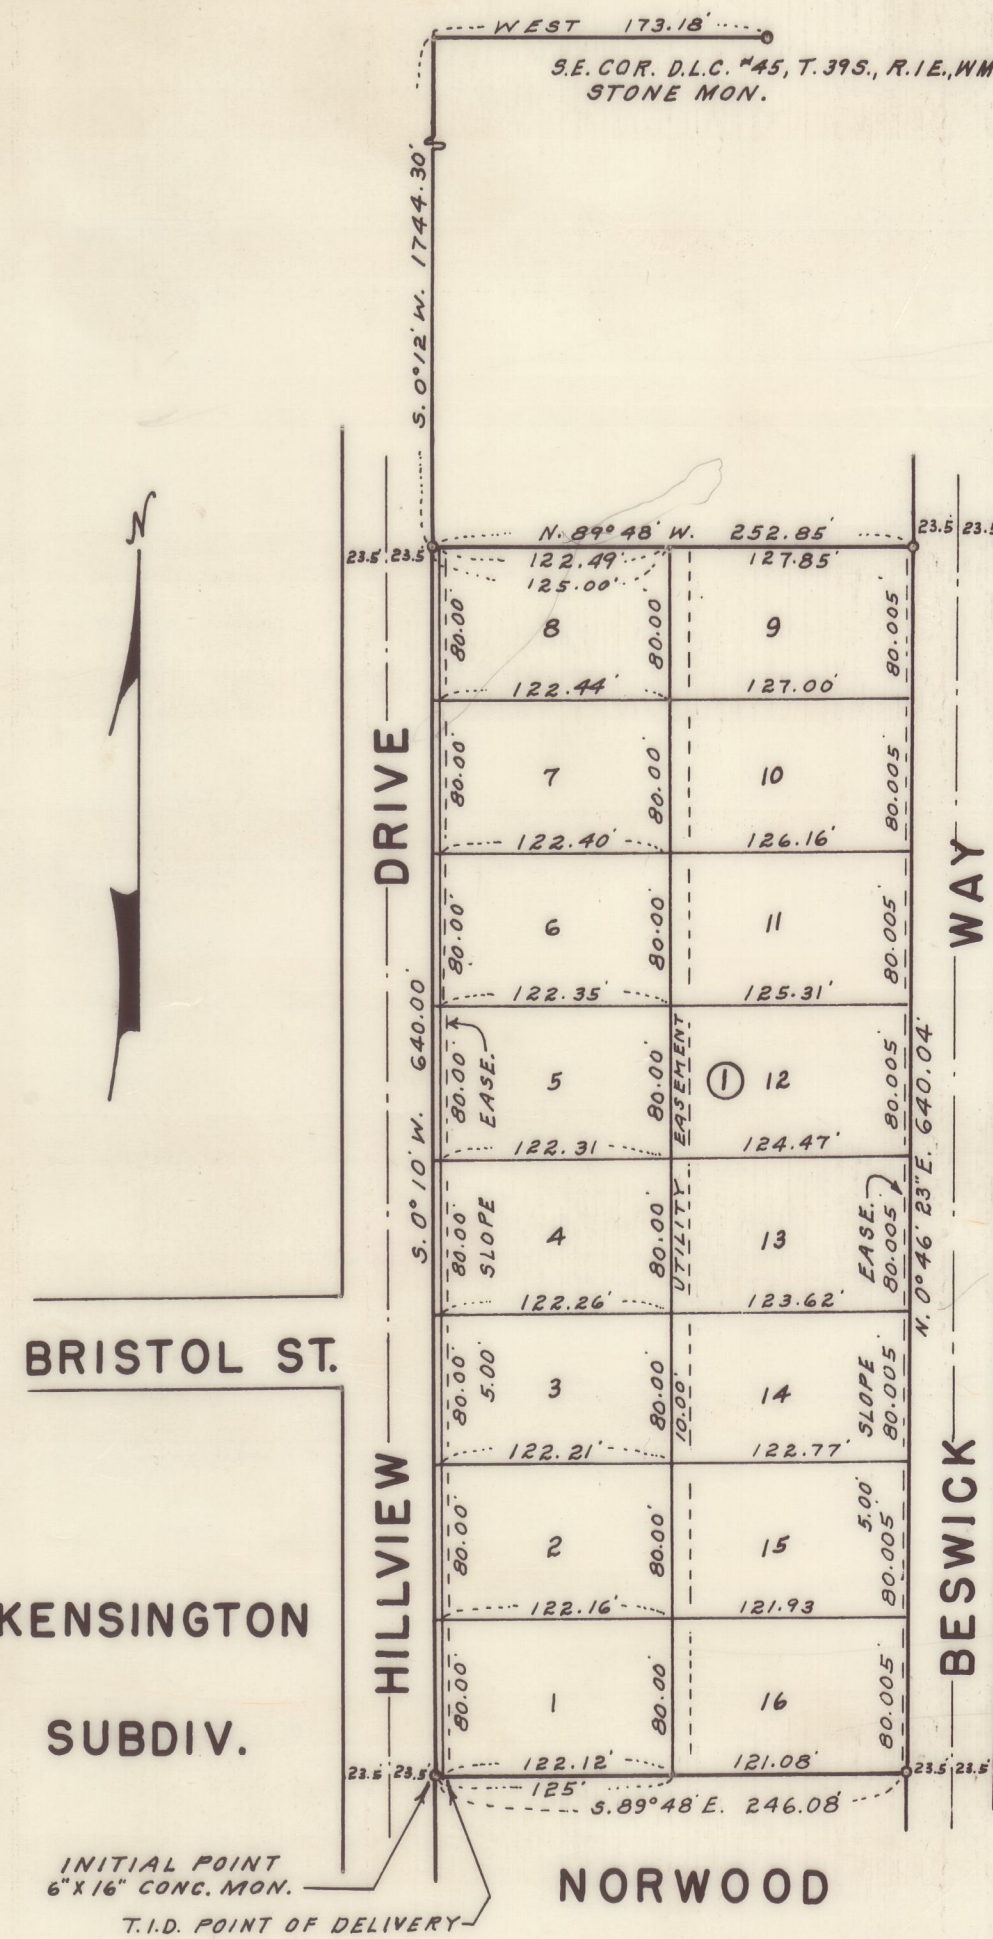 WEST 173.18'
S.E. COR. D.L.C. #45, T. 39S., R.1E., WM
STONE MON.
S. 0°12' W. 1744.30'
N
N. 89°48' W. 252.85'
23.5 23.5
23.5' 23.5'
122.49' 127.85'
125.00'
80.00' 8 80.00' 9 80.005'
122.44' 127.00'
80.00' 7 80.00' 10 80.005'
122.40' 126.16'
80.00' 6 80.00' 11 80.005'
122.35' 125.31'
80.00' EASE. 5 80.00' EASEMENT 1 12 80.005'
122.31 124.47'
80.00' SLOPE 4 80.00' UTILITY 13 EASE. 80.005'
122.26' 123.62'
80.00' 5.00' 3 80.00' 10.00' 14 SLOPE 80.005'
122.21' 122.77'
80.00' 2 80.00' 15 5.00' 80.005'
122.16' 121.93
80.00' 1 80.00' 16 80.005'
122.12' 121.08'
125'
S. 89°48' E. 246.08'
23.5' 23.5'
23.5' 23.5'
S. 0°10' W. 640.00'
N. 0°46' 23" E. 640.04'
HILLVIEW DRIVE
BESWICK WAY
BRISTOL ST.
KENSINGTON
SUBDIV.
INITIAL POINT
6" X 16" CONC. MON.
T.I.D. POINT OF DELIVERY
NORWOOD